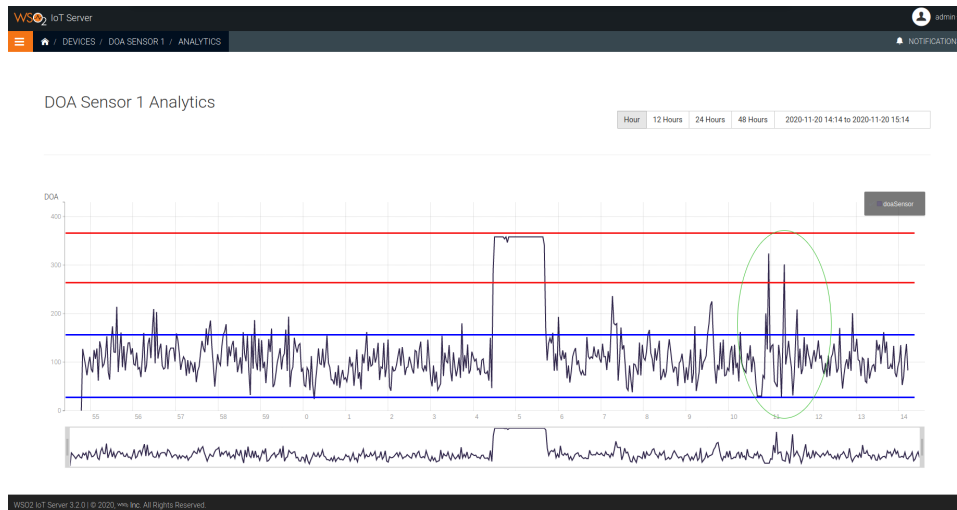 WSO2 IoT Server
admin
/ DEVICES / DOA SENSOR 1 / ANALYTICS
NOTIFICATION
DOA Sensor 1 Analytics
Hour 12 Hours 24 Hours 48 Hours 2020-11-20 14:14 to 2020-11-20 15:14
DOA
doaSensor
400
300
200
100
0
55 56 57 58 59 0 1 2 3 4 5 6 7 8 9 10 11 12 13 14
WSO2 IoT Server 3.2.0 | © 2020, WSO2 Inc. All Rights Reserved.